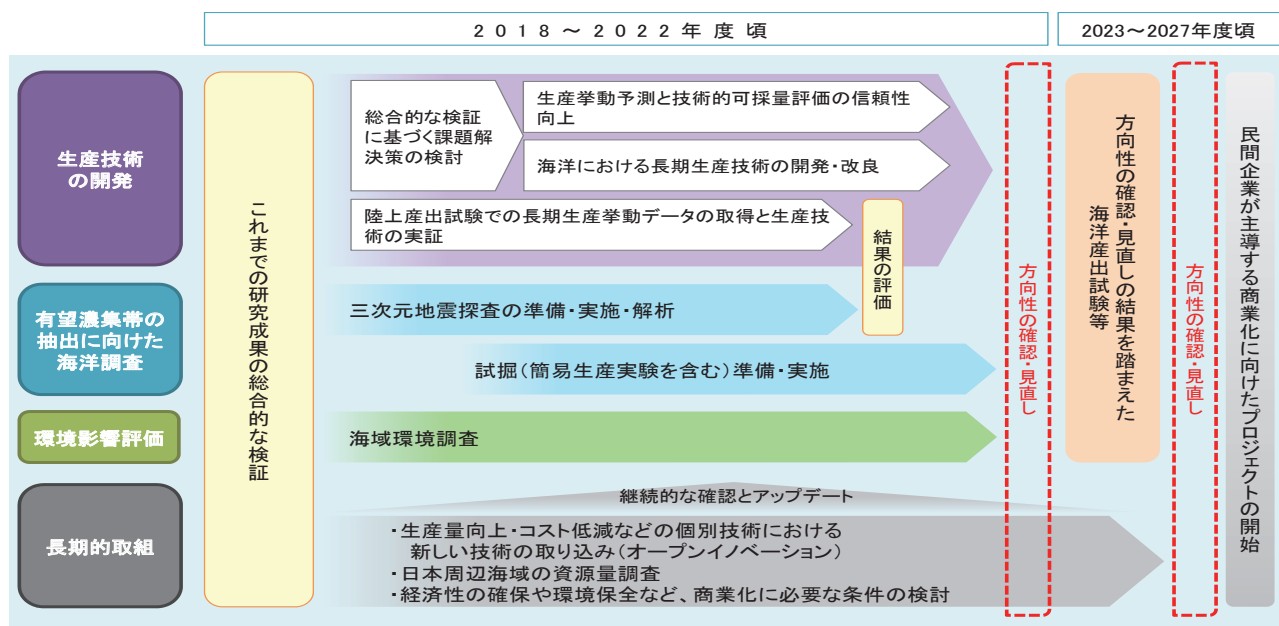 2018～2022年度頃
2023～2027年度頃
生産技術
の開発
有望濃集帯の
抽出に向けた
海洋調査
環境影響評価
長期的取組
これまでの研究成果の総合的な検証
総合的な検証
に基づく課題解
決策の検討
生産挙動予測と技術的可採量評価の信頼性
向上
海洋における長期生産技術の開発・改良
陸上産出試験での長期生産挙動データの取得と生産技
術の実証
結果の評価
三次元地震探査の準備・実施・解析
試掘（簡易生産実験を含む）準備・実施
海域環境調査
継続的な確認とアップデート
・生産量向上・コスト低減などの個別技術における
新しい技術の取り込み（オープンイノベーション）
・日本周辺海域の資源量調査
・経済性の確保や環境保全など、商業化に必要な条件の検討
方向性の確認・見直し
方向性の確認・見直しの結果を踏まえた
海洋産出試験等
方向性の確認・見直し
民間企業が主導する商業化に向けたプロジェクトの開始